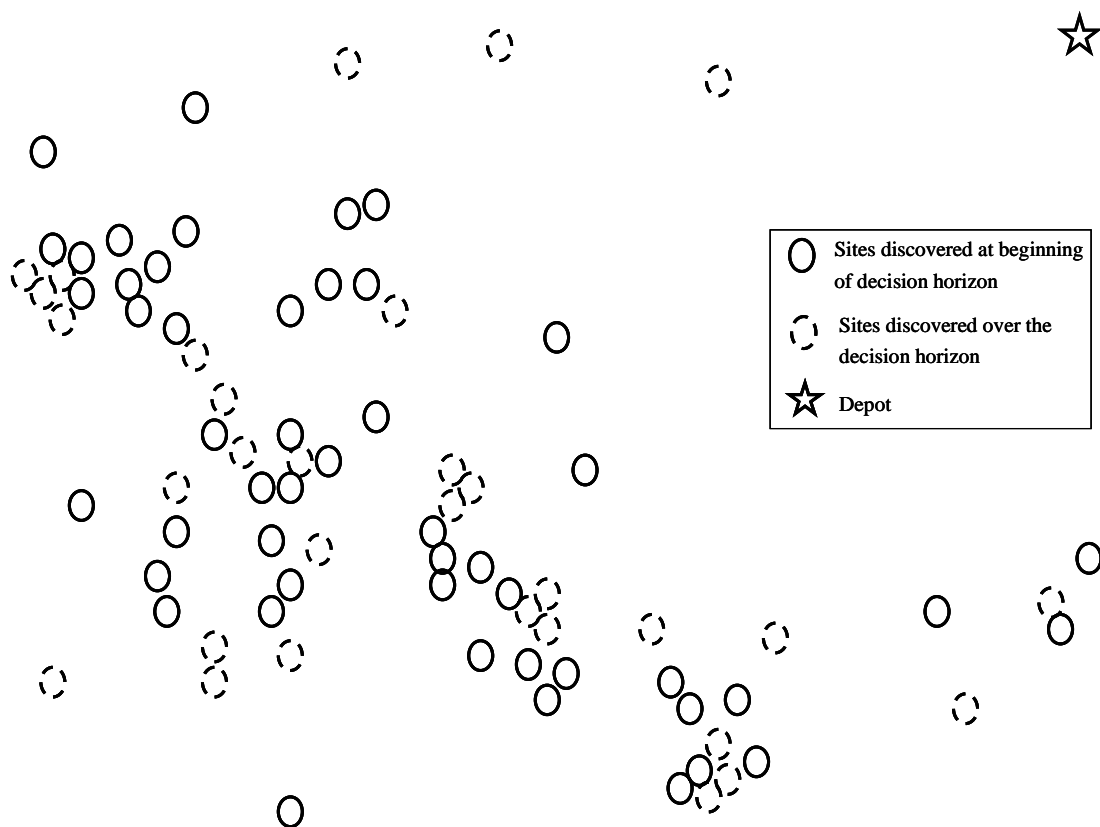 Sites discovered at beginning
of decision horizon
Sites discovered over the
decision horizon
Depot